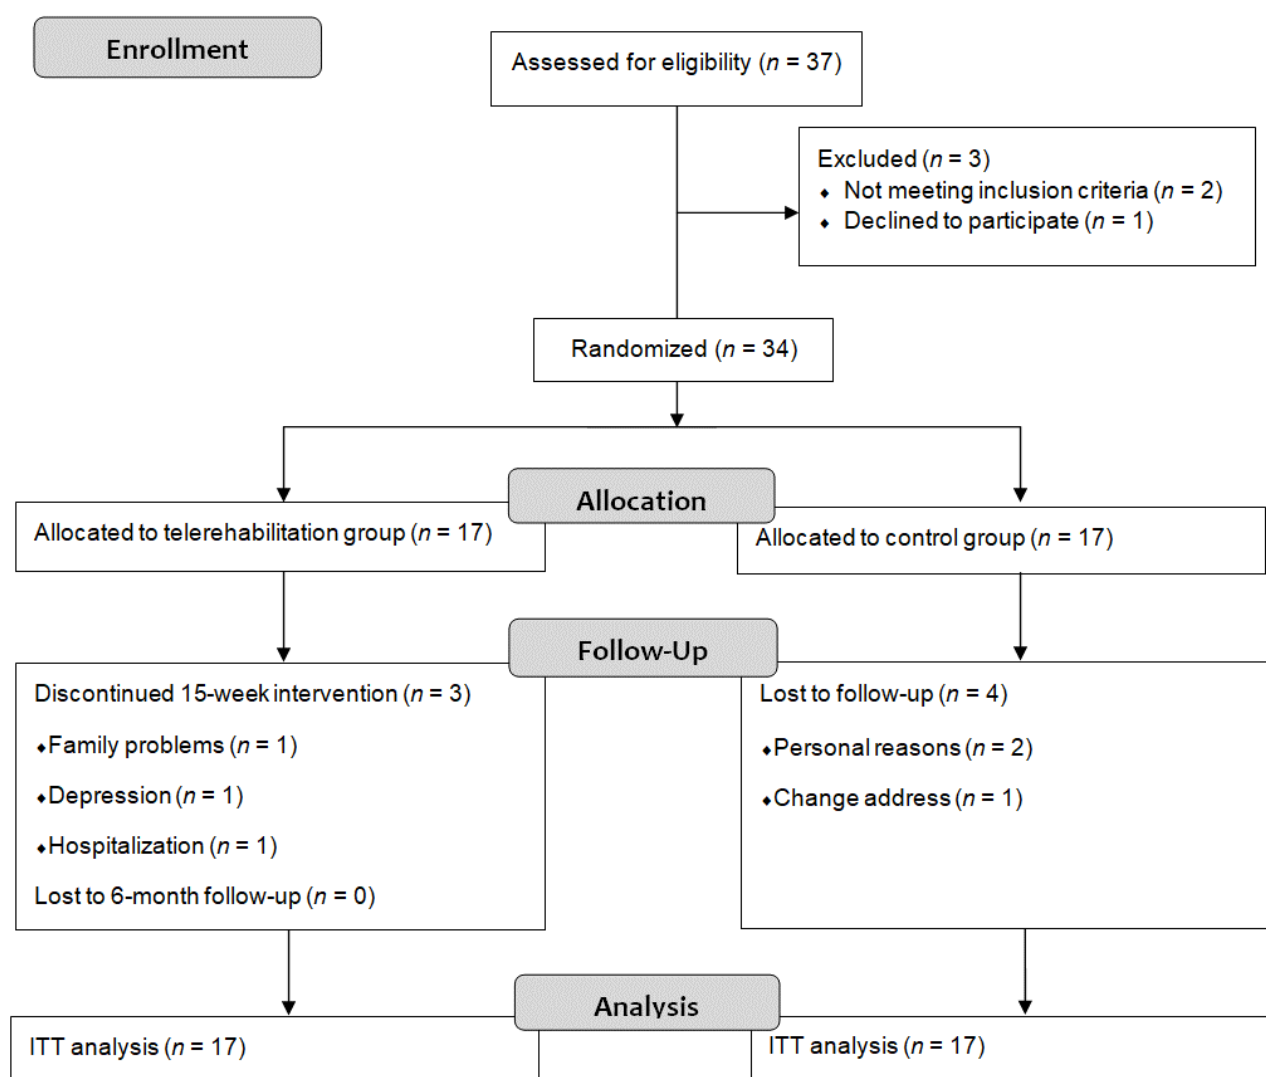 Enrollment
Assessed for eligibility (n = 37)
Excluded (n = 3)
⬧ Not meeting inclusion criteria (n = 2)
⬧ Declined to participate (n = 1)
Randomized (n = 34)
Allocation
Allocated to telerehabilitation group (n = 17)
Allocated to control group (n = 17)
Follow-Up
Discontinued 15-week intervention (n = 3)
⬧Family problems (n = 1)
⬧Depression (n = 1)
⬧Hospitalization (n = 1)
Lost to 6-month follow-up (n = 0)
Lost to follow-up (n = 4)
⬧Personal reasons (n = 2)
⬧Change address (n = 1)
Analysis
ITT analysis (n = 17)
ITT analysis (n = 17)